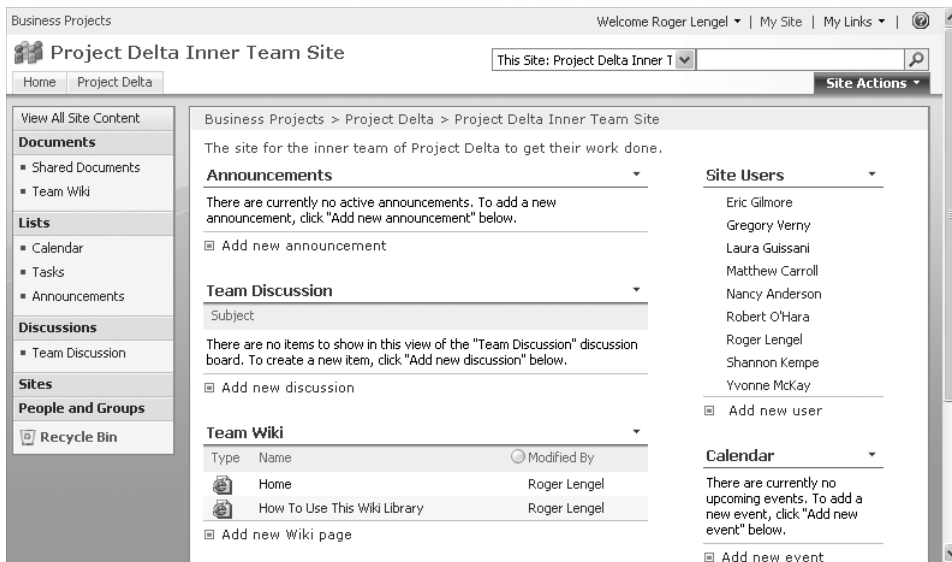 Business Projects
Welcome Roger Lengel | My Site | My Links |
Project Delta Inner Team Site
This Site: Project Delta Inner T
Home Project Delta
Site Actions
View All Site Content
Documents
Shared Documents
Team Wiki
Lists
Calendar
Tasks
Announcements
Discussions
Team Discussion
Sites
People and Groups
Recycle Bin
Business Projects > Project Delta > Project Delta Inner Team Site
The site for the inner team of Project Delta to get their work done.
Announcements
There are currently no active announcements. To add a new
announcement, click "Add new announcement" below.
Add new announcement
Team Discussion
Subject
There are no items to show in this view of the "Team Discussion" discussion
board. To create a new item, click "Add new discussion" below.
Add new discussion
Team Wiki
Type Name Modified By
Home Roger Lengel
How To Use This Wiki Library Roger Lengel
Add new Wiki page
Site Users
Eric Gilmore
Gregory Verny
Laura Guissani
Matthew Carroll
Nancy Anderson
Robert O'Hara
Roger Lengel
Shannon Kempe
Yvonne McKay
Add new user
Calendar
There are currently no
upcoming events. To add a
new event, click "Add new
event" below.
Add new event